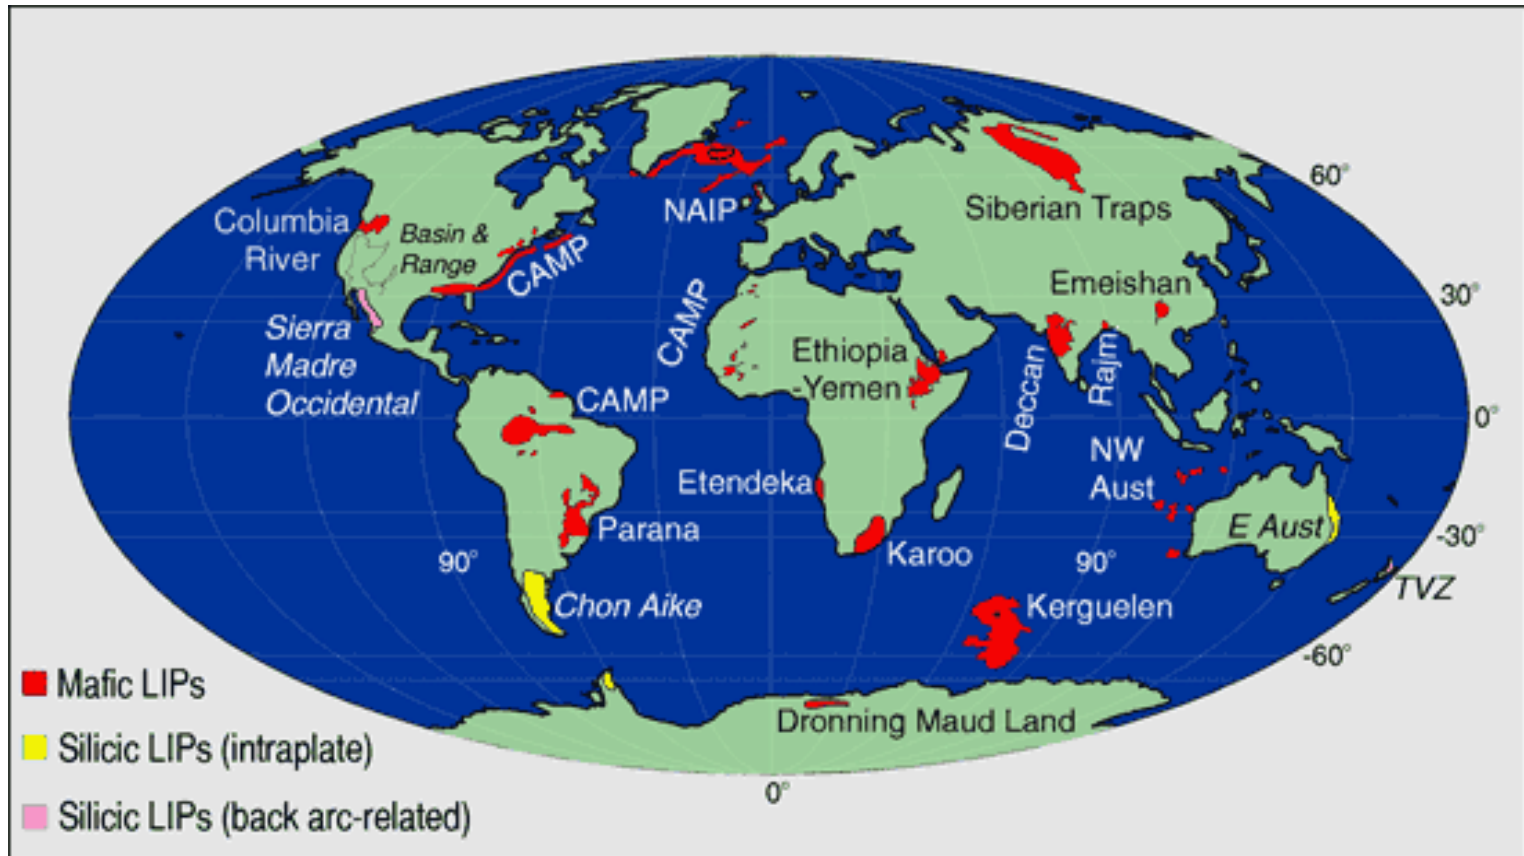 60°
Columbia
River
Basin &
Range
CAMP
NAIP
Siberian Traps
30°
Emeishan
Sierra
Madre
Occidental
CAMP
Ethiopia
-Yemen
Deccan
Rajm
CAMP
0°
NW
Aust
Etendeka
Parana
E Aust
-30°
90°
Karoo
90°
TVZ
Chon Aike
Kerguelen
-60°
Mafic LIPs
Dronning Maud Land
Silicic LIPs (intraplate)
0°
Silicic LIPs (back arc-related)